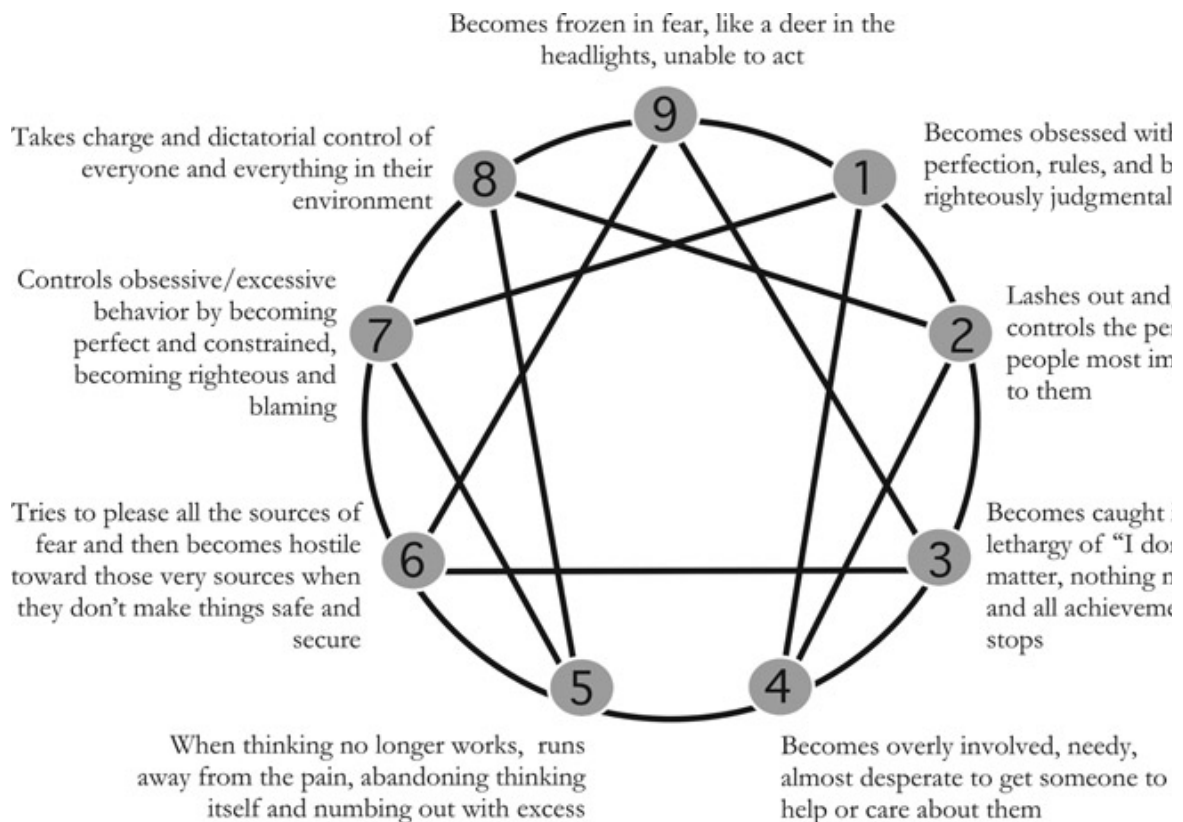 Becomes frozen in fear, like a deer in the
headlights, unable to act
9
Takes charge and dictatorial control of
everyone and everything in their
environment
8
1
Becomes obsessed with
perfection, rules, and
righteously judgmental
Controls obsessive/excessive
behavior by becoming
perfect and constrained,
becoming righteous and
blaming
7
2
Lashes out and
controls the
people most
to them
Tries to please all the sources of
fear and then becomes hostile
toward those very sources when
they don't make things safe and
secure
6
3
Becomes caught
lethargy of “I
matter, nothing
and all
stops
5
4
When thinking no longer works, runs
away from the pain, abandoning thinking
itself and numbing out with excess
Becomes overly involved, needy,
almost desperate to get someone to
help or care about them